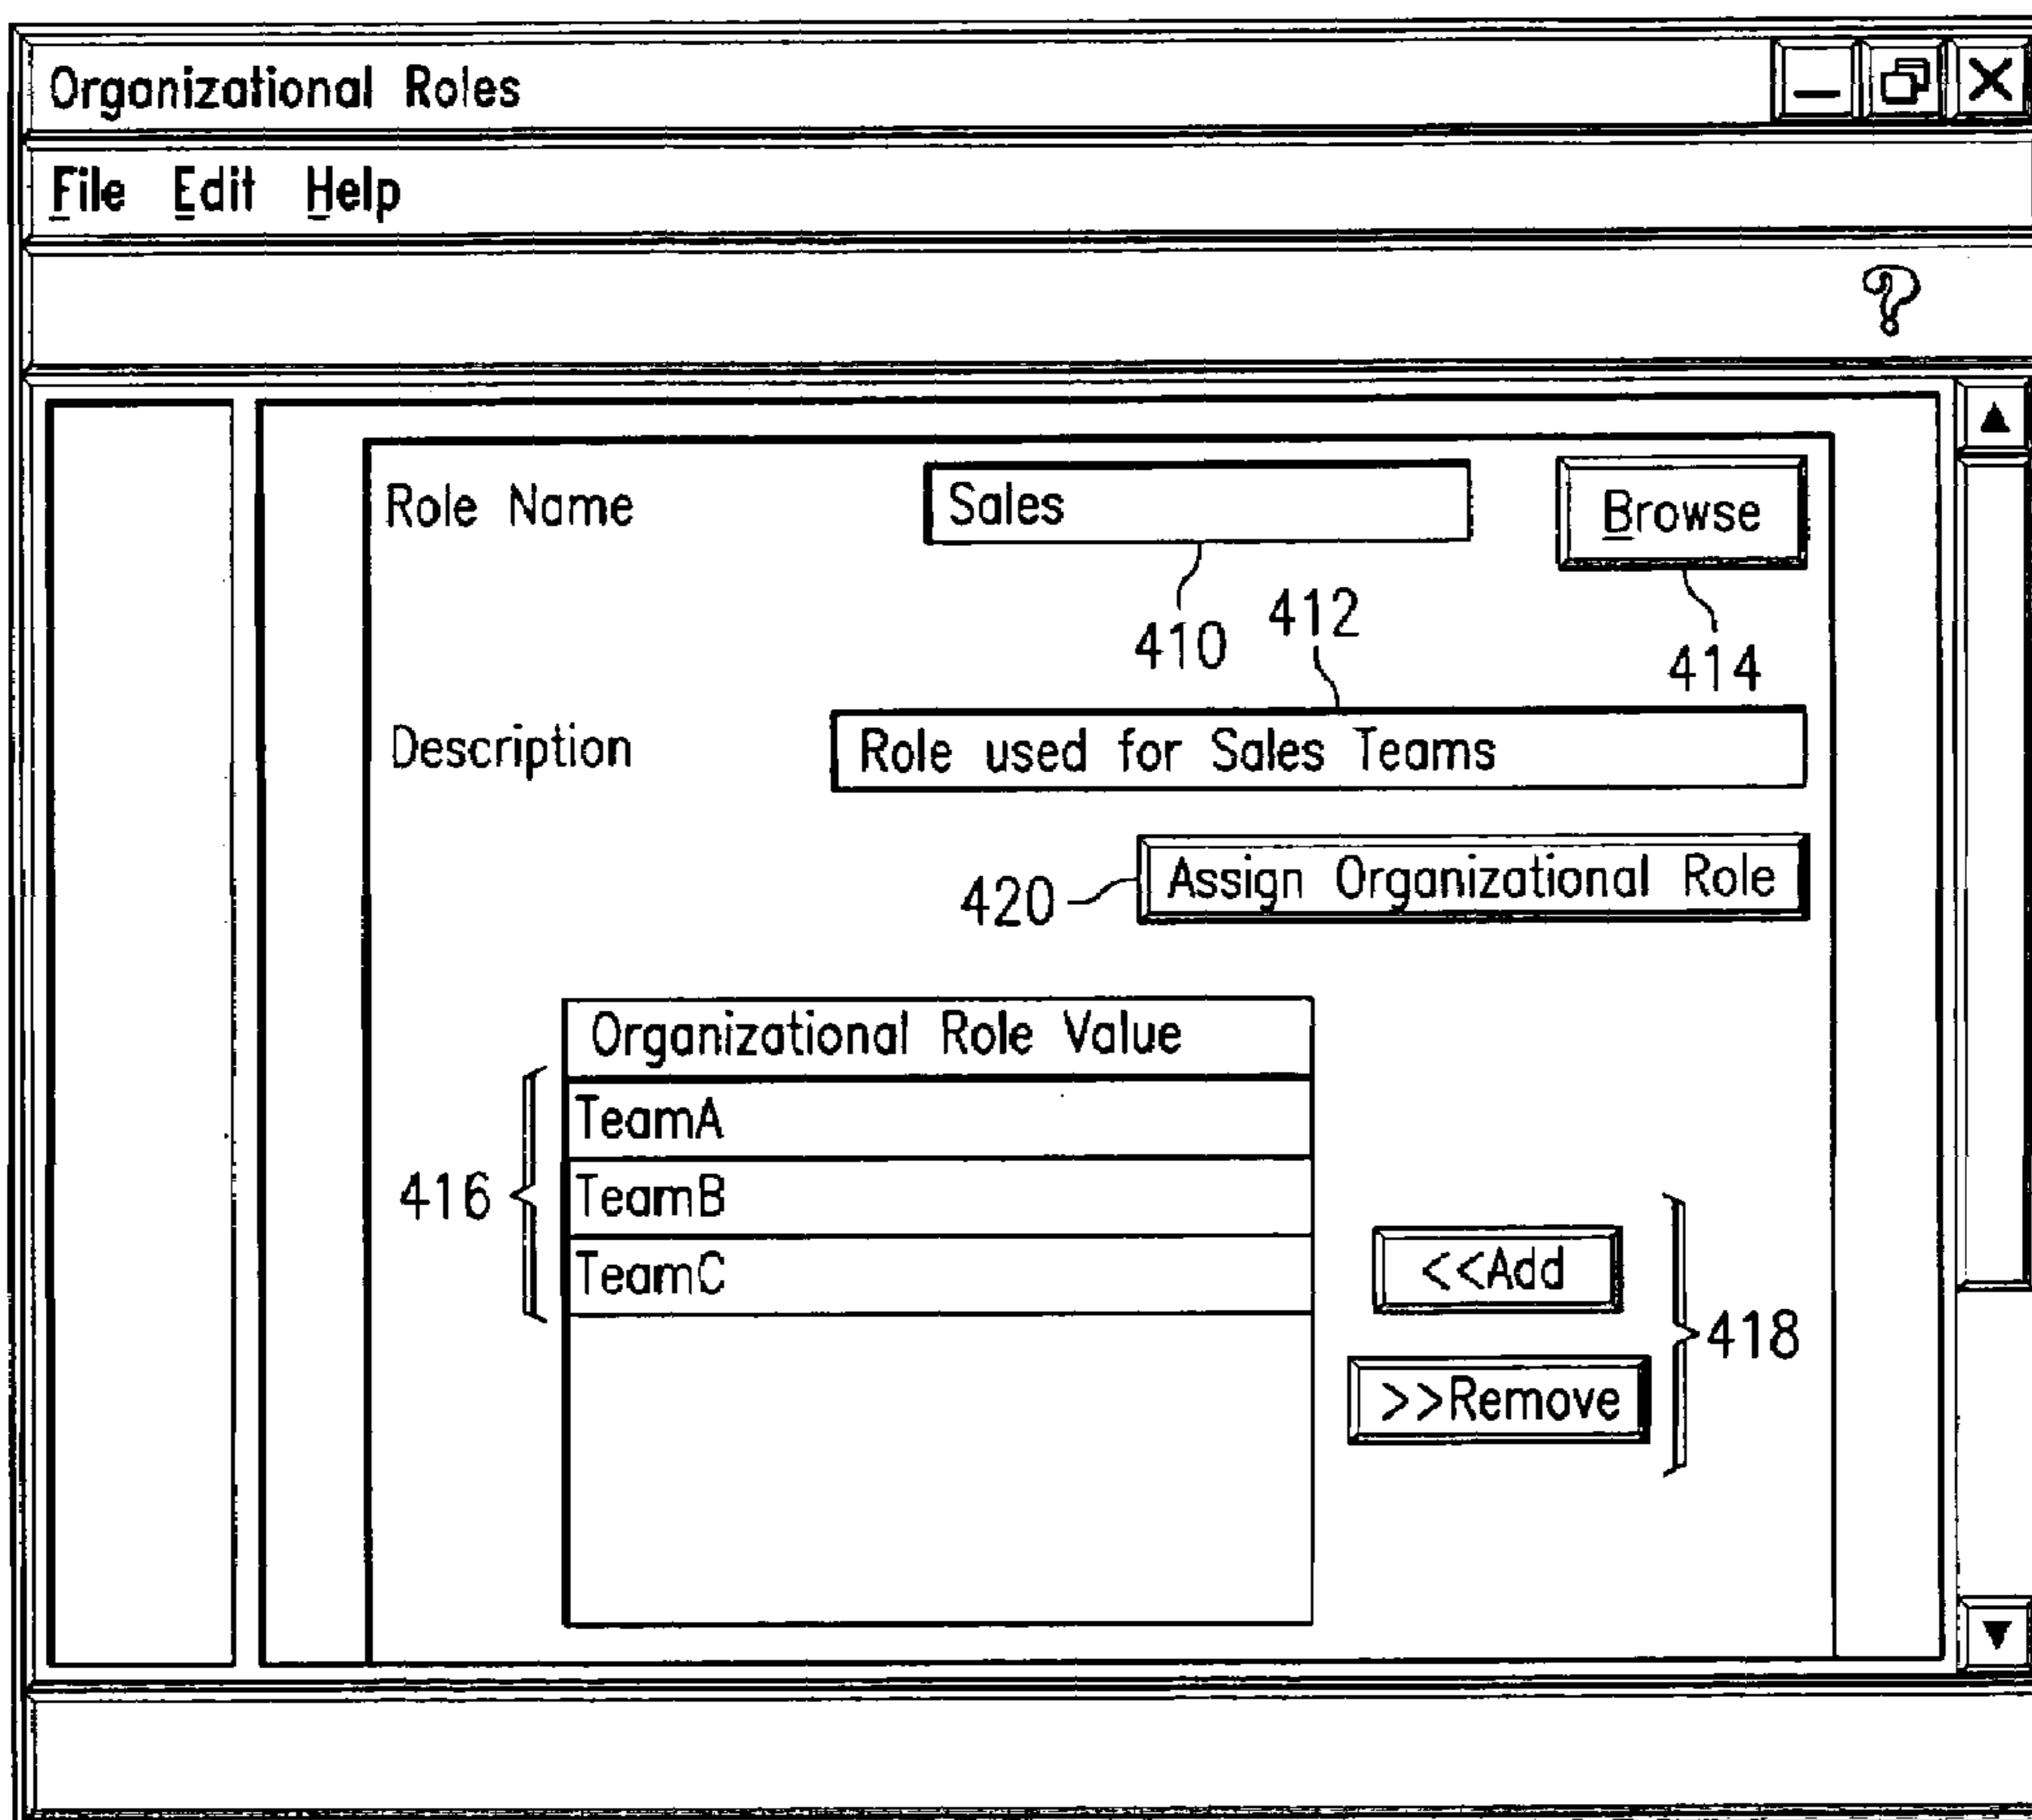 Organizational Roles
File Edit Help
?
Role Name Sales Browse
410 412 414
Description Role used for Sales Teams
420 Assign Organizational Role
Organizational Role Value
TeamA
416 TeamB
TeamC <<Add
418
>>Remove